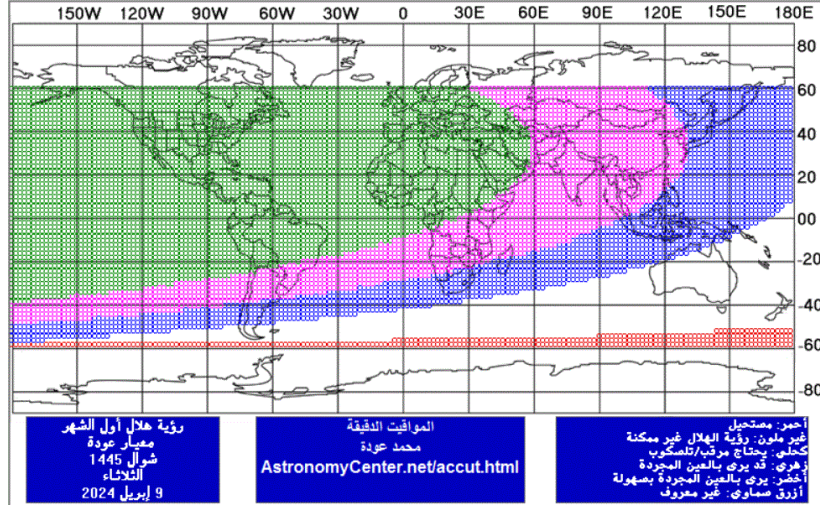 150W 120W 90W 60W 30W 0 30E 60E 90E 120E 150E 180E
80
60
40
20
00
-20
-40
-60
-80
رؤية هلال أول الشهر
معيار عودة
شوال 1445
الثلاثاء
9 إبريل 2024
المواقيت الدقيقة
محمد عودة
AstronomyCenter.net/accut.html
أحمر: مستحيل
غير ملون: رؤية الهلال غير ممكنة
كحلي: يحتاج مرقب/تلسكوب
زهري: قد يرى بالعين المجردة
أخضر: يرى بالعين المجردة بسهولة
أزرق سماوي: غير معروف